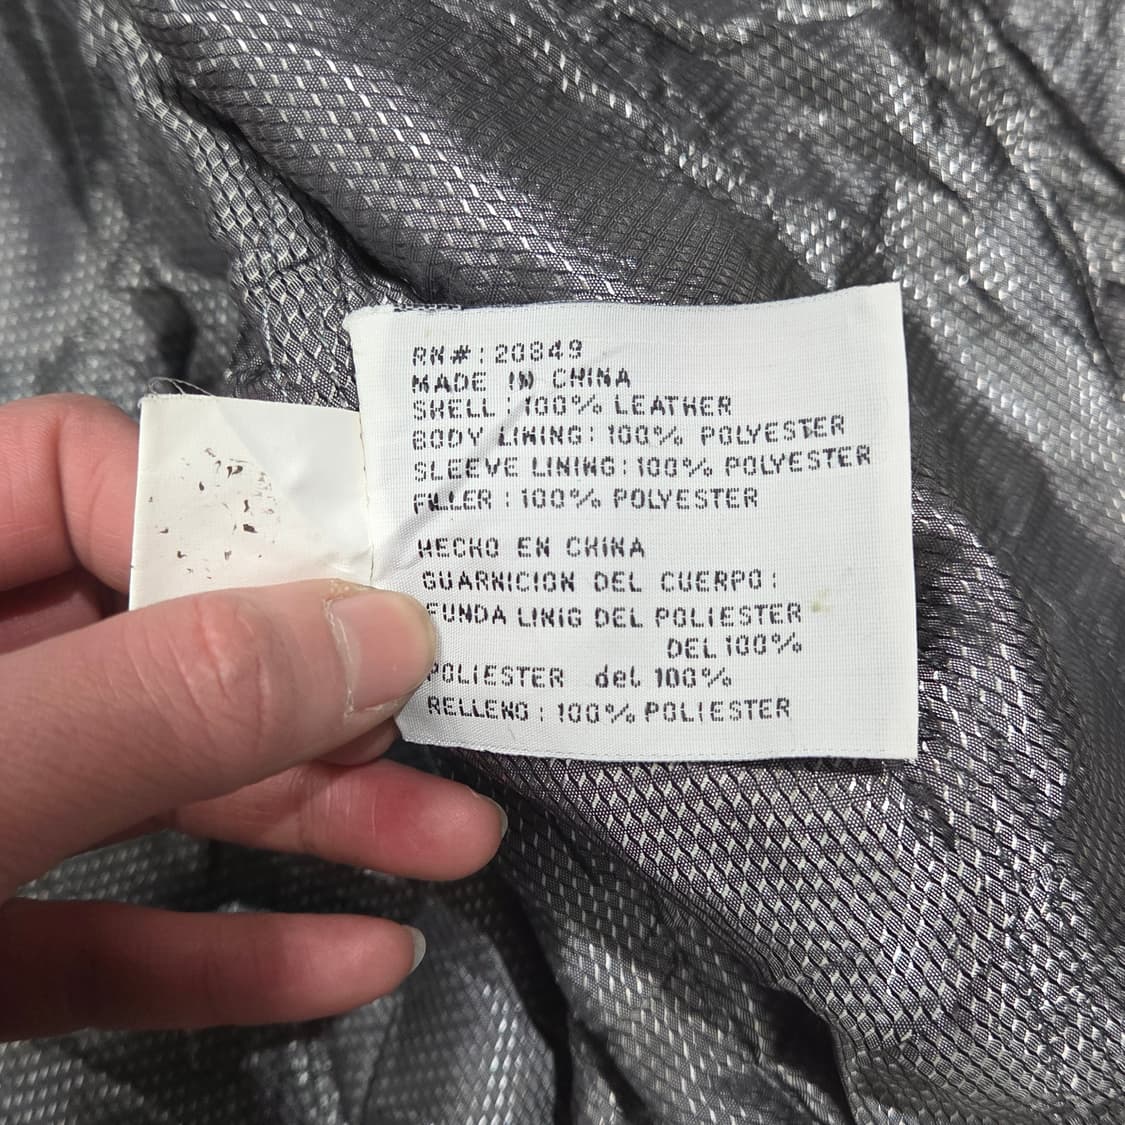 RN#:20849
MADE IN CHINA
SHELL:100% LEATHER
BODY LINING:100% POLYESTER
SLEEVE LINING:100% POLYESTER
FILLER:100% POLYESTER
HECHO EN CHINA
GUARNICION DEL CUERPO:
FUNDA LINIG DEL POLIESTER
DEL 100%
POLIESTER del 100%
RELLENO:100% POLIESTER